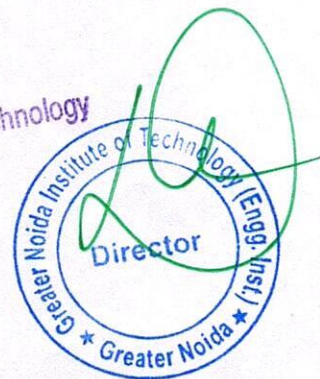 hnology
Greater Noida Institute of Technology (Engg. Inst.)
Director
★ Greater Noida ★